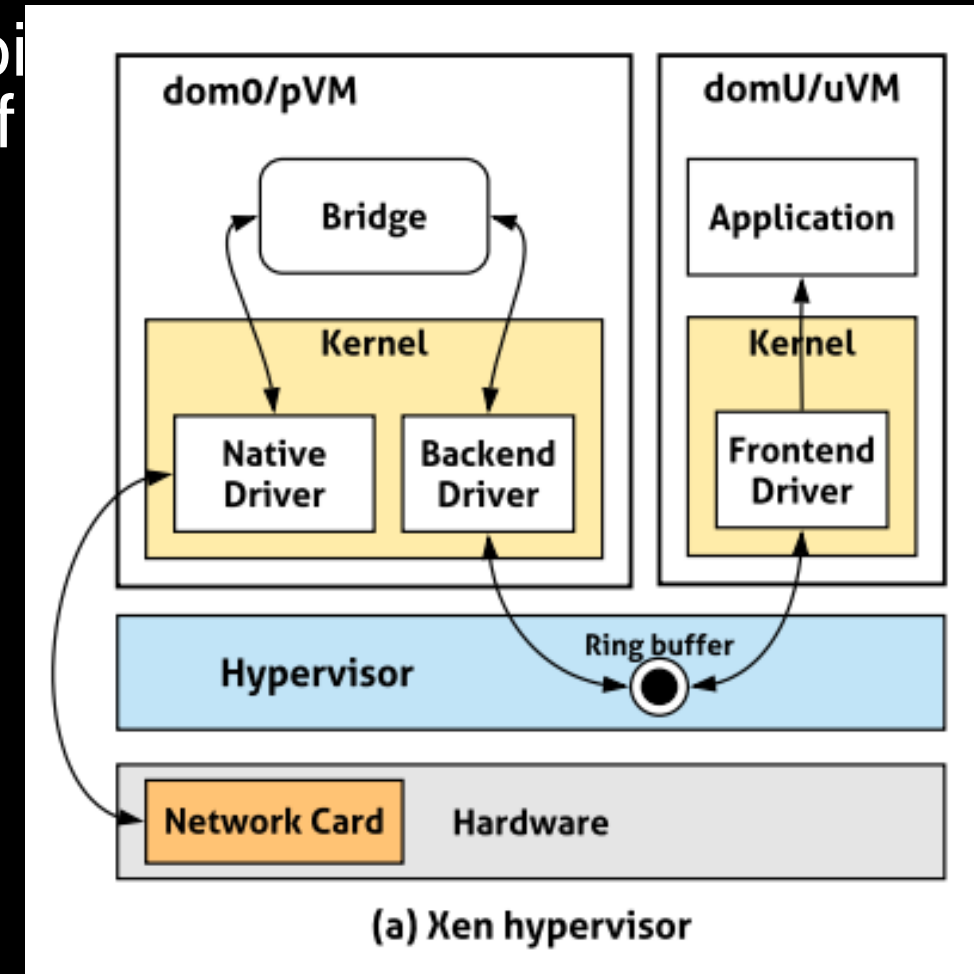 oi
f
dom0/pVM
domU/uVM
Bridge
Application
Kernel
Kernel
Native
Driver
Backend
Driver
Frontend
Driver
Ring buffer
Hypervisor
Network Card
Hardware
(a) Xen hypervisor